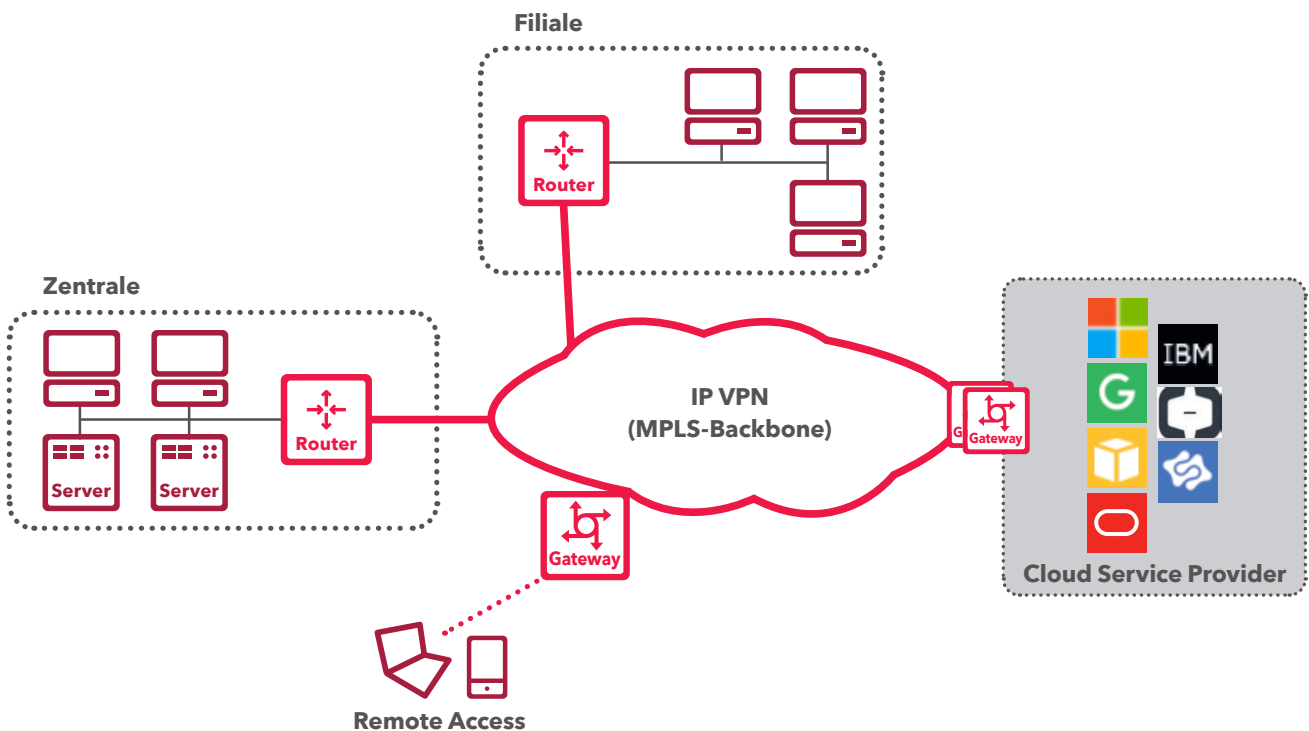 Filiale
Router
Zentrale
Router
Server
Server
IP VPN
(MPLS-Backbone)
G
Gateway
Gateway
IBM
G
Cloud Service Provider
Remote Access